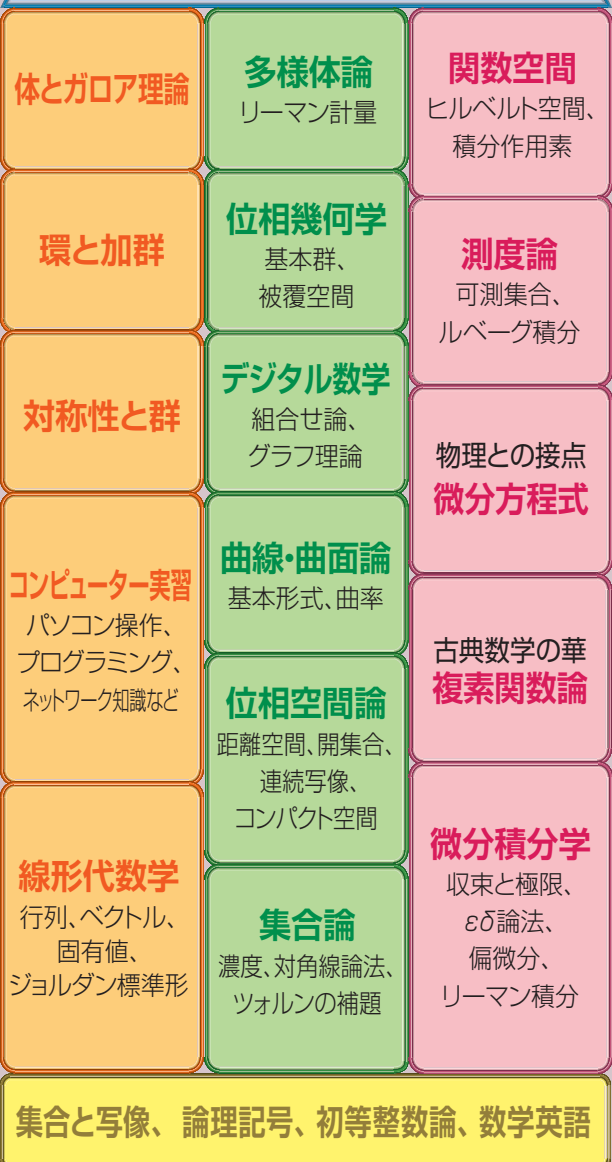 体とガロア理論
環と加群
対称性と群
コンピューター実習
パソコン操作、
プログラミング、
ネットワーク知識など
線形代数学
行列、ベクトル、
固有値、
ジョルダン標準形
多様体論
リーマン計量
位相幾何学
基本群、
被覆空間
デジタル数学
組合せ論、
グラフ理論
曲線・曲面論
基本形式、曲率
位相空間論
距離空間、開集合、
連続写像、
コンパクト空間
集合論
濃度、対角線論法、
ツォルンの補題
関数空間
ヒルベルト空間、
積分作用素
測度論
可測集合、
ルベーグ積分
物理との接点
微分方程式
古典数学の華
複素関数論
微分積分学
収束と極限、
εδ論法、
偏微分、
リーマン積分
集合と写像、論理記号、初等整数論、数学英語